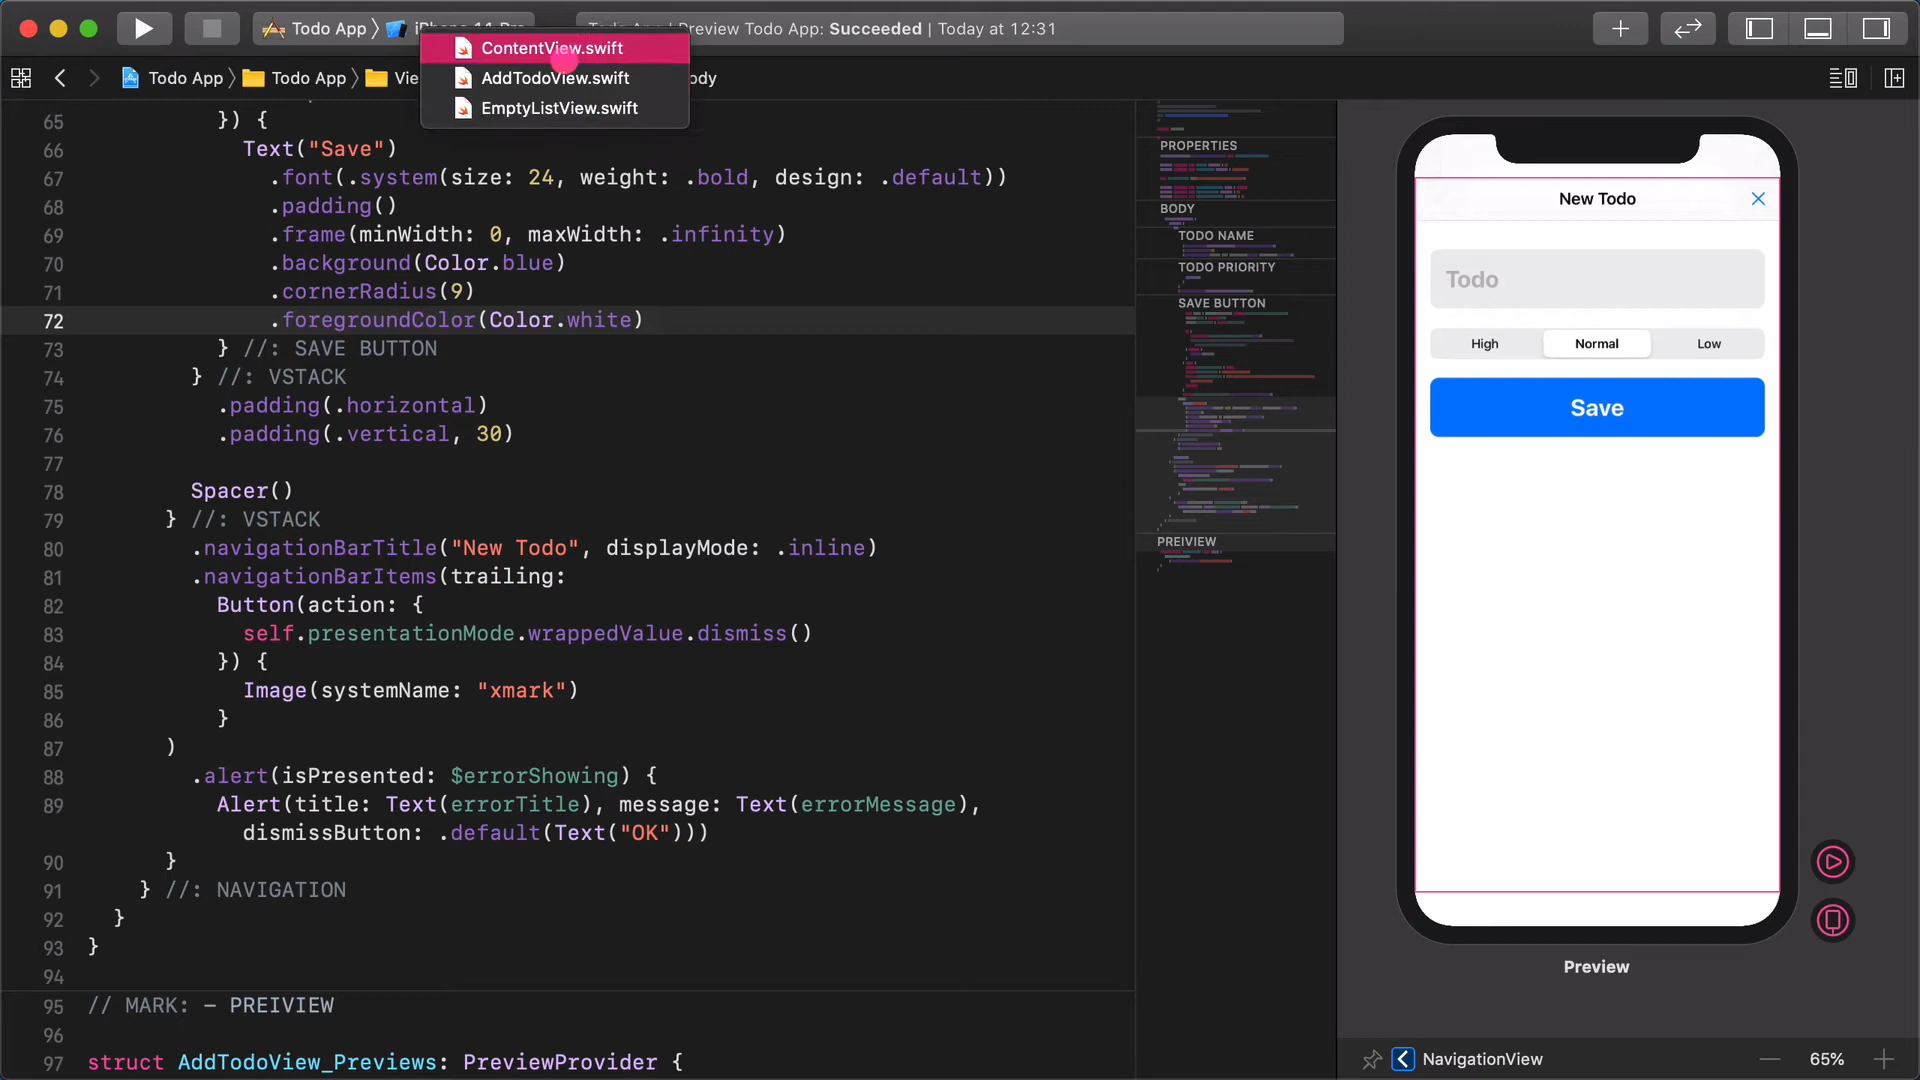 Todo App
Preview Todo App: Succeeded | Today at 12:31
ContentView.swift
AddTodoView.swift
EmptyListView.swift
Todo App
Todo App
65 }) {
66 Text("Save")
67 .font(.system(size: 24, weight: .bold, design: .default))
68 .padding()
69 .frame(minWidth: 0, maxWidth: .infinity)
70 .background(Color.blue)
71 .cornerRadius(9)
72 .foregroundColor(Color.white)
73 } //: SAVE BUTTON
74 } //: VSTACK
75 .padding(.horizontal)
76 .padding(.vertical, 30)
77
78 Spacer()
79 } //: VSTACK
80 .navigationBarTitle("New Todo", displayMode: .inline)
81 .navigationBarItems(trailing:
82 Button(action: {
83 self.presentationMode.wrappedValue.dismiss()
84 }) {
85 Image(systemName: "xmark")
86 }
87 )
88 .alert(isPresented: $errorShowing) {
89 Alert(title: Text(errorTitle), message: Text(errorMessage),
dismissButton: .default(Text("OK")))
90 }
91 } //: NAVIGATION
92 }
93 }
94
95 // MARK: - PREIVIEW
96
97 struct AddTodoView_Previews: PreviewProvider {
PROPERTIES
BODY
TODO NAME
TODO PRIORITY
SAVE BUTTON
PREIVIEW
New Todo
Todo
High Normal Low
Save
Preview
NavigationView
65%